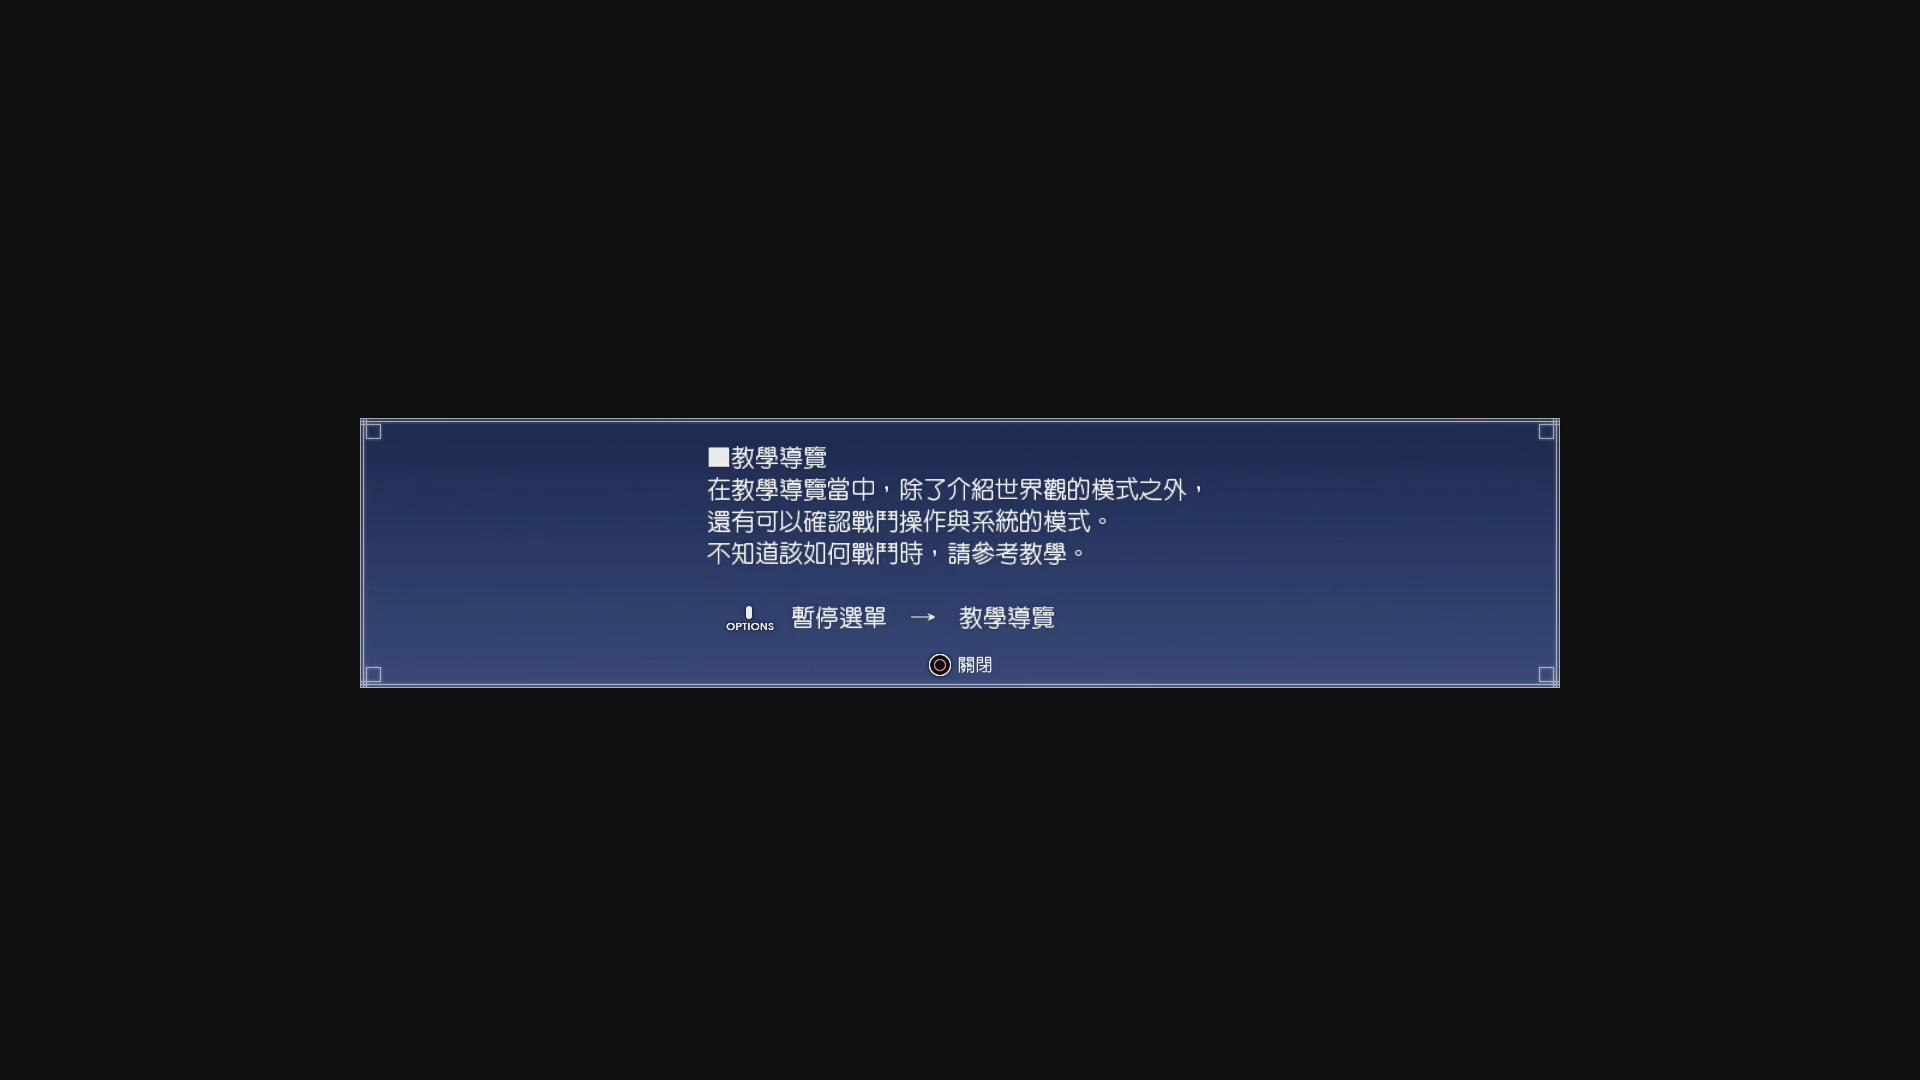 ■教學導覽
在教學導覽當中，除了介紹世界觀的模式之外，
還有可以確認戰鬥操作與系統的模式。
不知道該如何戰鬥時，請參考教學。
OPTIONS 暫停選單 → 教學導覽
關閉